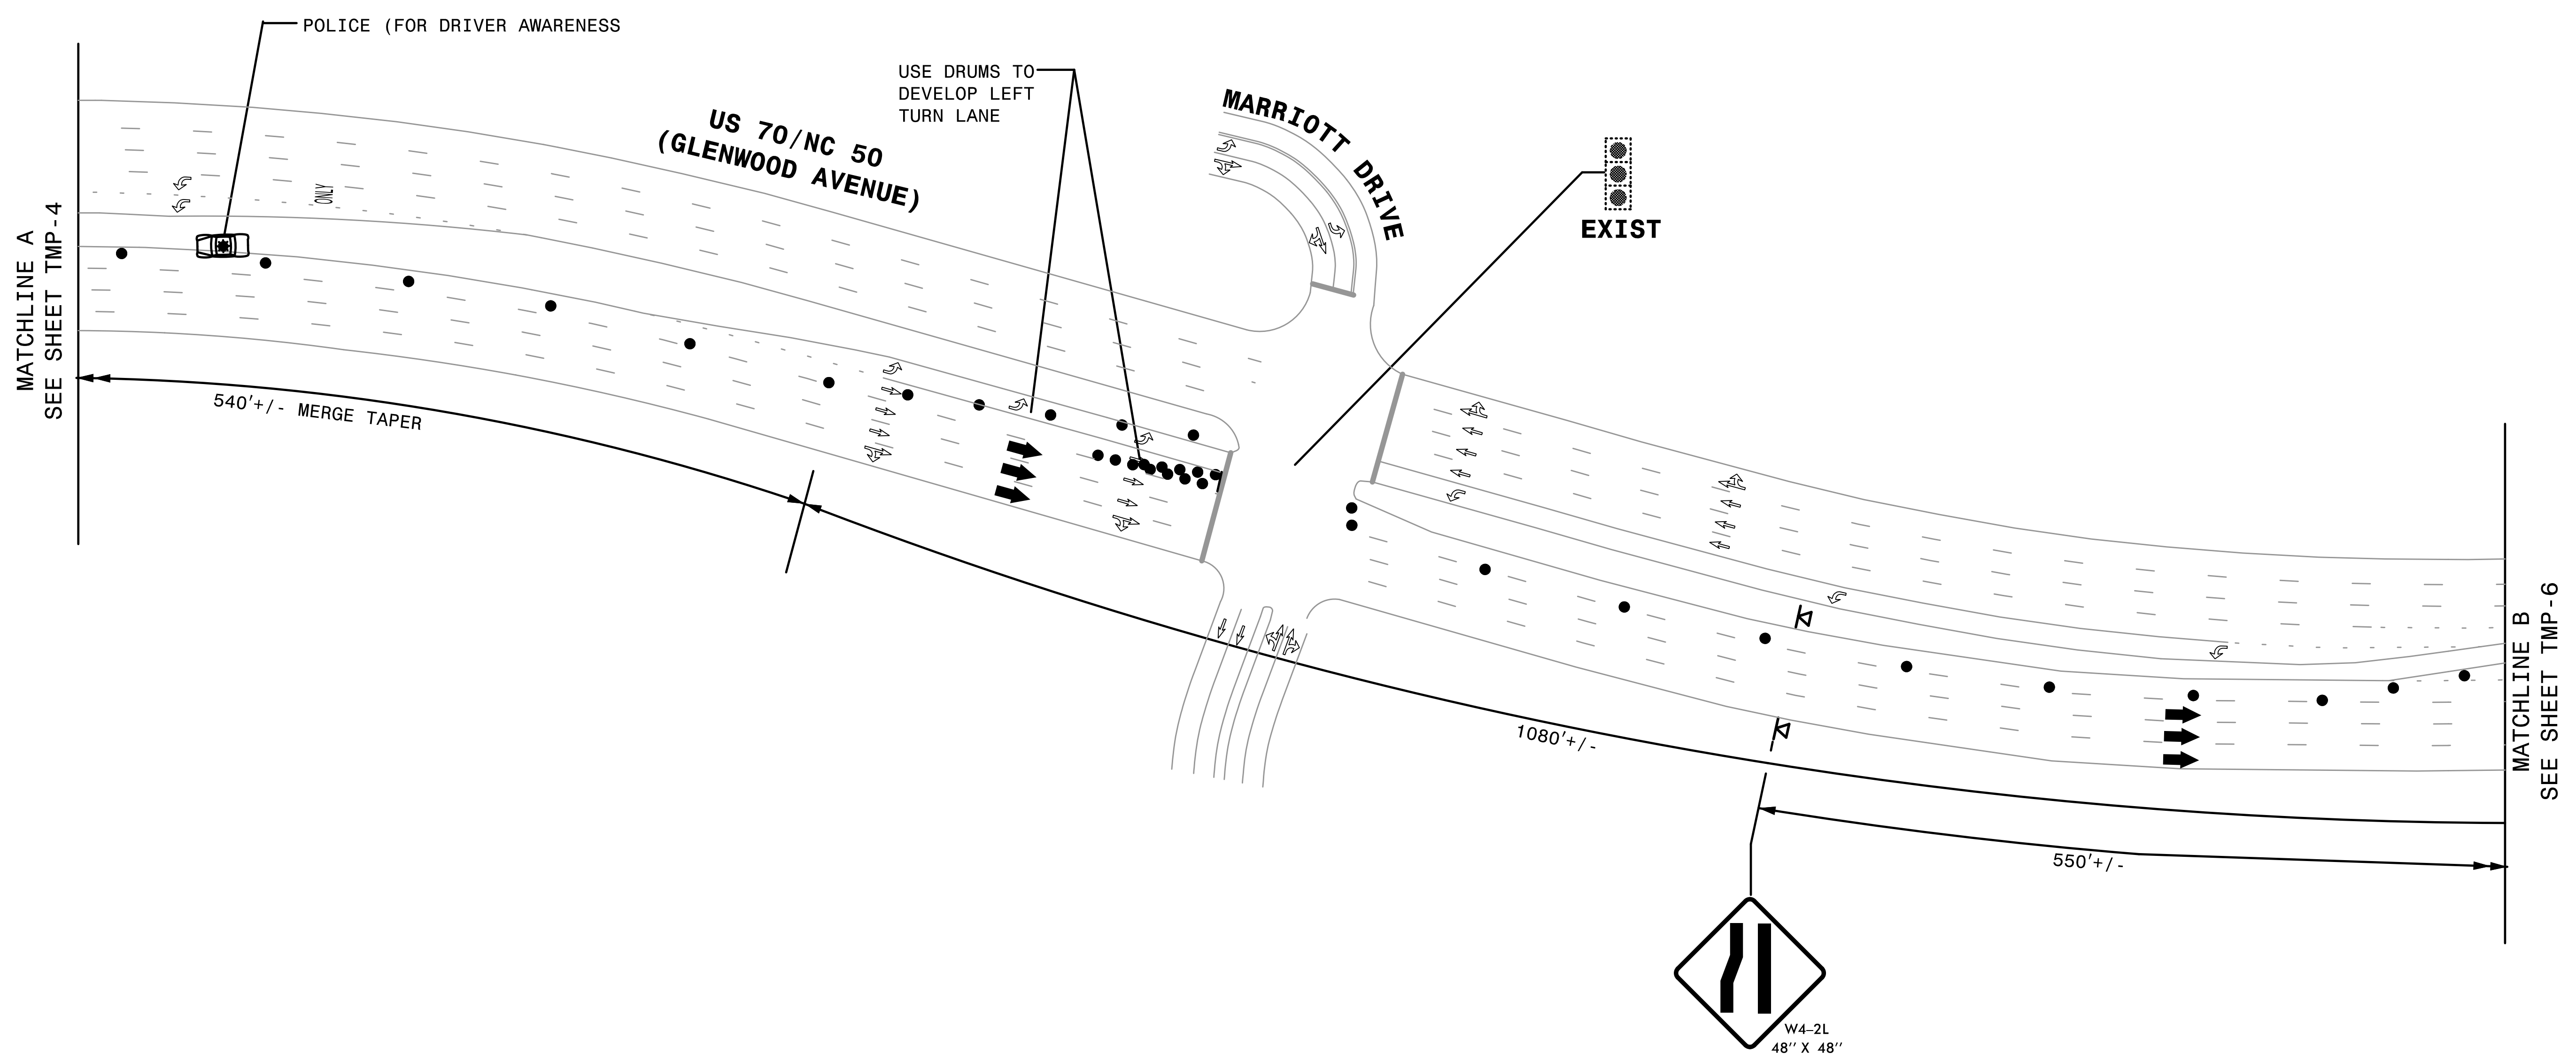 POLICE (FOR DRIVER AWARENESS
USE DRUMS TO
DEVELOP LEFT
TURN LANE
US 70/NC 50
(GLENWOOD AVENUE)
MARRIOTT DRIVE
EXIST
MATCHLINE A
SEE SHEET TMP-4
ONLY
540'+/- MERGE TAPER
1080'+/-
550'+/-
MATCHLINE B
SEE SHEET TMP-6
W4-2L
48'' X 48''